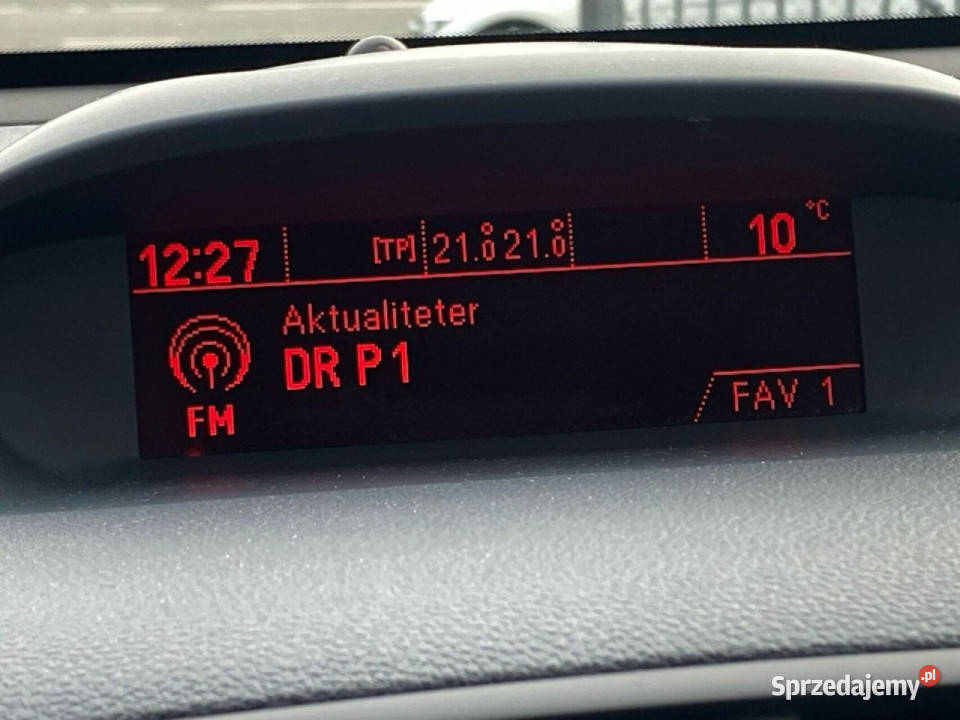 12:27 [TP] 21.0° 21.0° 10 °C
Aktualiteter
DR P1
FM
FAV 1
Sprzedajemy.pl